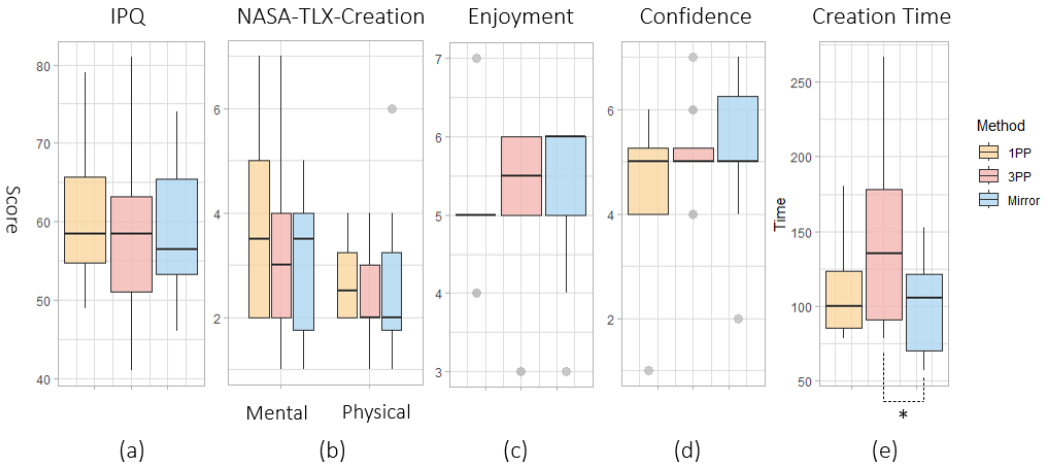 IPQ
NASA-TLX-Creation
Enjoyment
Confidence
Creation Time
Score
80
70
60
50
40
6
4
2
Mental
Physical
7
6
5
4
3
6
4
2
Time
250
200
150
100
50
*
Method
1PP
3PP
Mirror
(a)
(b)
(c)
(d)
(e)